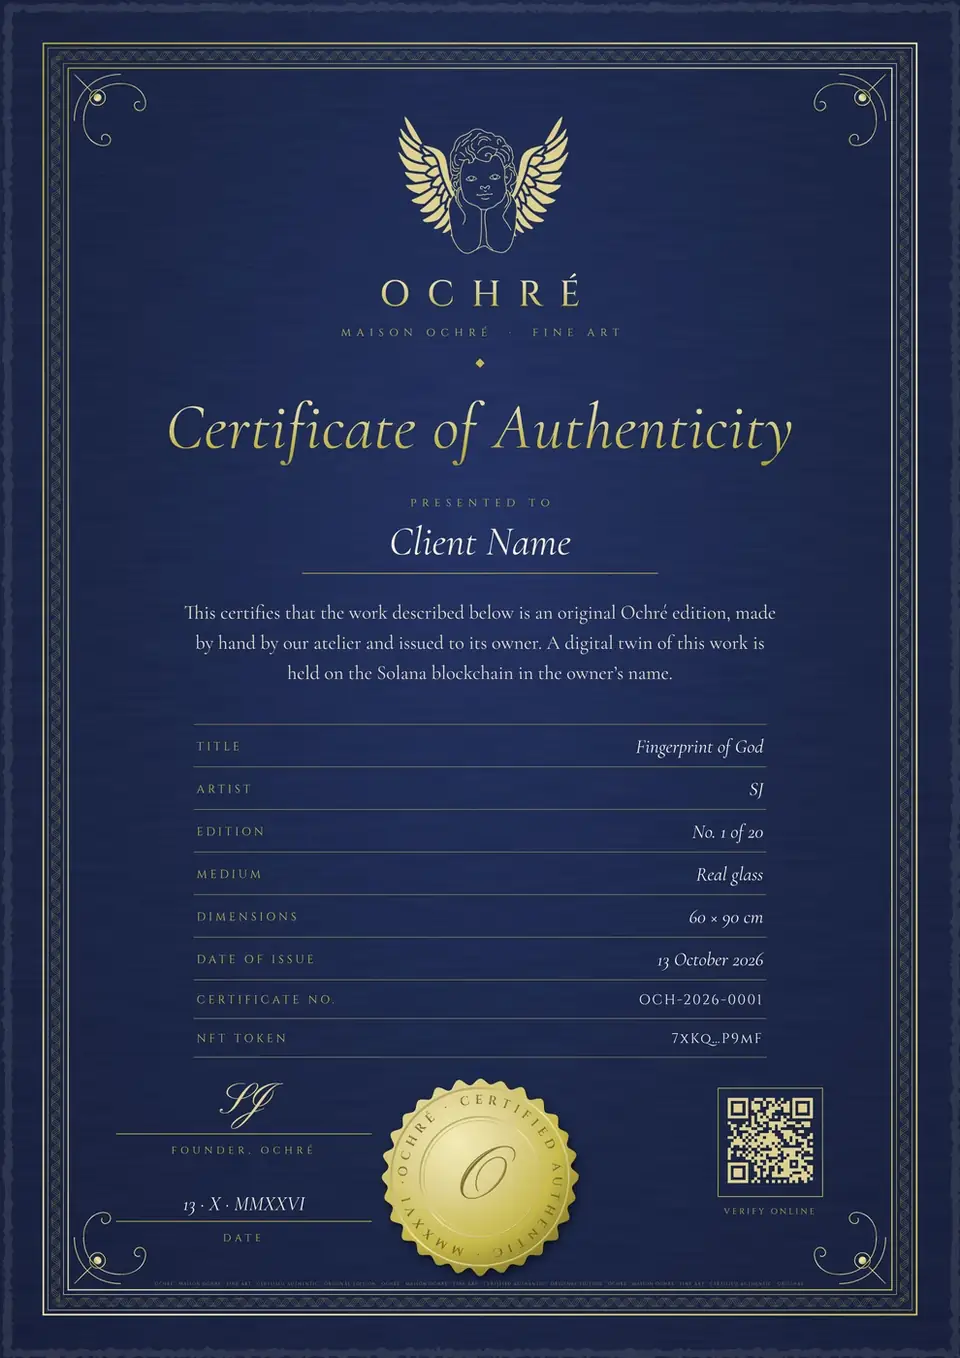 OCHRÉ
MAISON OCHRÉ · FINE ART
Certificate of Authenticity
PRESENTED TO
Client Name
This certifies that the work described below is an original Ochré edition, made
by hand by our atelier and issued to its owner. A digital twin of this work is
held on the Solana blockchain in the owner's name.
TITLE Fingerprint of God
ARTIST SJ
EDITION No. 1 of 20
MEDIUM Real glass
DIMENSIONS 60 × 90 cm
DATE OF ISSUE 13 October 2026
CERTIFICATE NO. OCH-2026-0001
NFT TOKEN 7XKQ…P9MF
SJ
FOUNDER, OCHRÉ
13 · X · MMXXVI
DATE
OCHRÉ · CERTIFIED AUTHENTIC · MMXXVI ·
O
VERIFY ONLINE